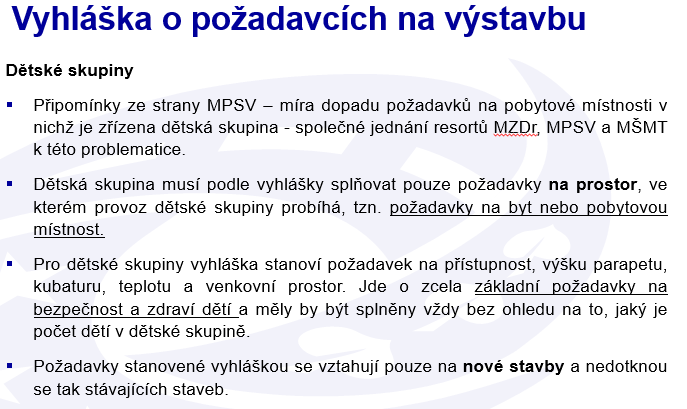 Vyhláška o požadavcích na výstavbu
Dětské skupiny
▪ Připomínky ze strany MPSV – míra dopadu požadavků na pobytové místnosti v
nichž je zřízena dětská skupina - společné jednání resortů MZDr, MPSV a MŠMT
k této problematice.
▪ Dětská skupina musí podle vyhlášky splňovat pouze požadavky na prostor, ve
kterém provoz dětské skupiny probíhá, tzn. požadavky na byt nebo pobytovou
místnost.
▪ Pro dětské skupiny vyhláška stanoví požadavek na přístupnost, výšku parapetu,
kubaturu, teplotu a venkovní prostor. Jde o zcela základní požadavky na
bezpečnost a zdraví dětí a měly by být splněny vždy bez ohledu na to, jaký je
počet dětí v dětské skupině.
▪ Požadavky stanovené vyhláškou se vztahují pouze na nové stavby a nedotknou
se tak stávajících staveb.